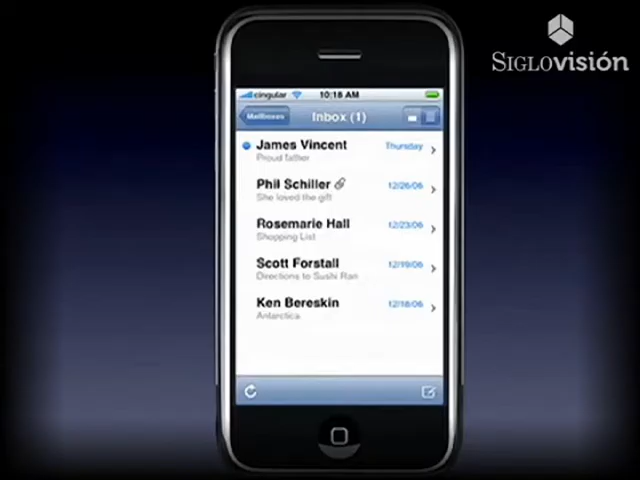 SIGLOVISIÓN
cingular 10:18 AM
Mailboxes Inbox (1)
James Vincent Thursday
Proud father
Phil Schiller 12/26/06
She loved the gift
Rosemarie Hall 12/23/06
Shopping List
Scott Forstall 12/19/06
Directions to Sushi Ran
Ken Bereskin 12/18/06
Antarctica